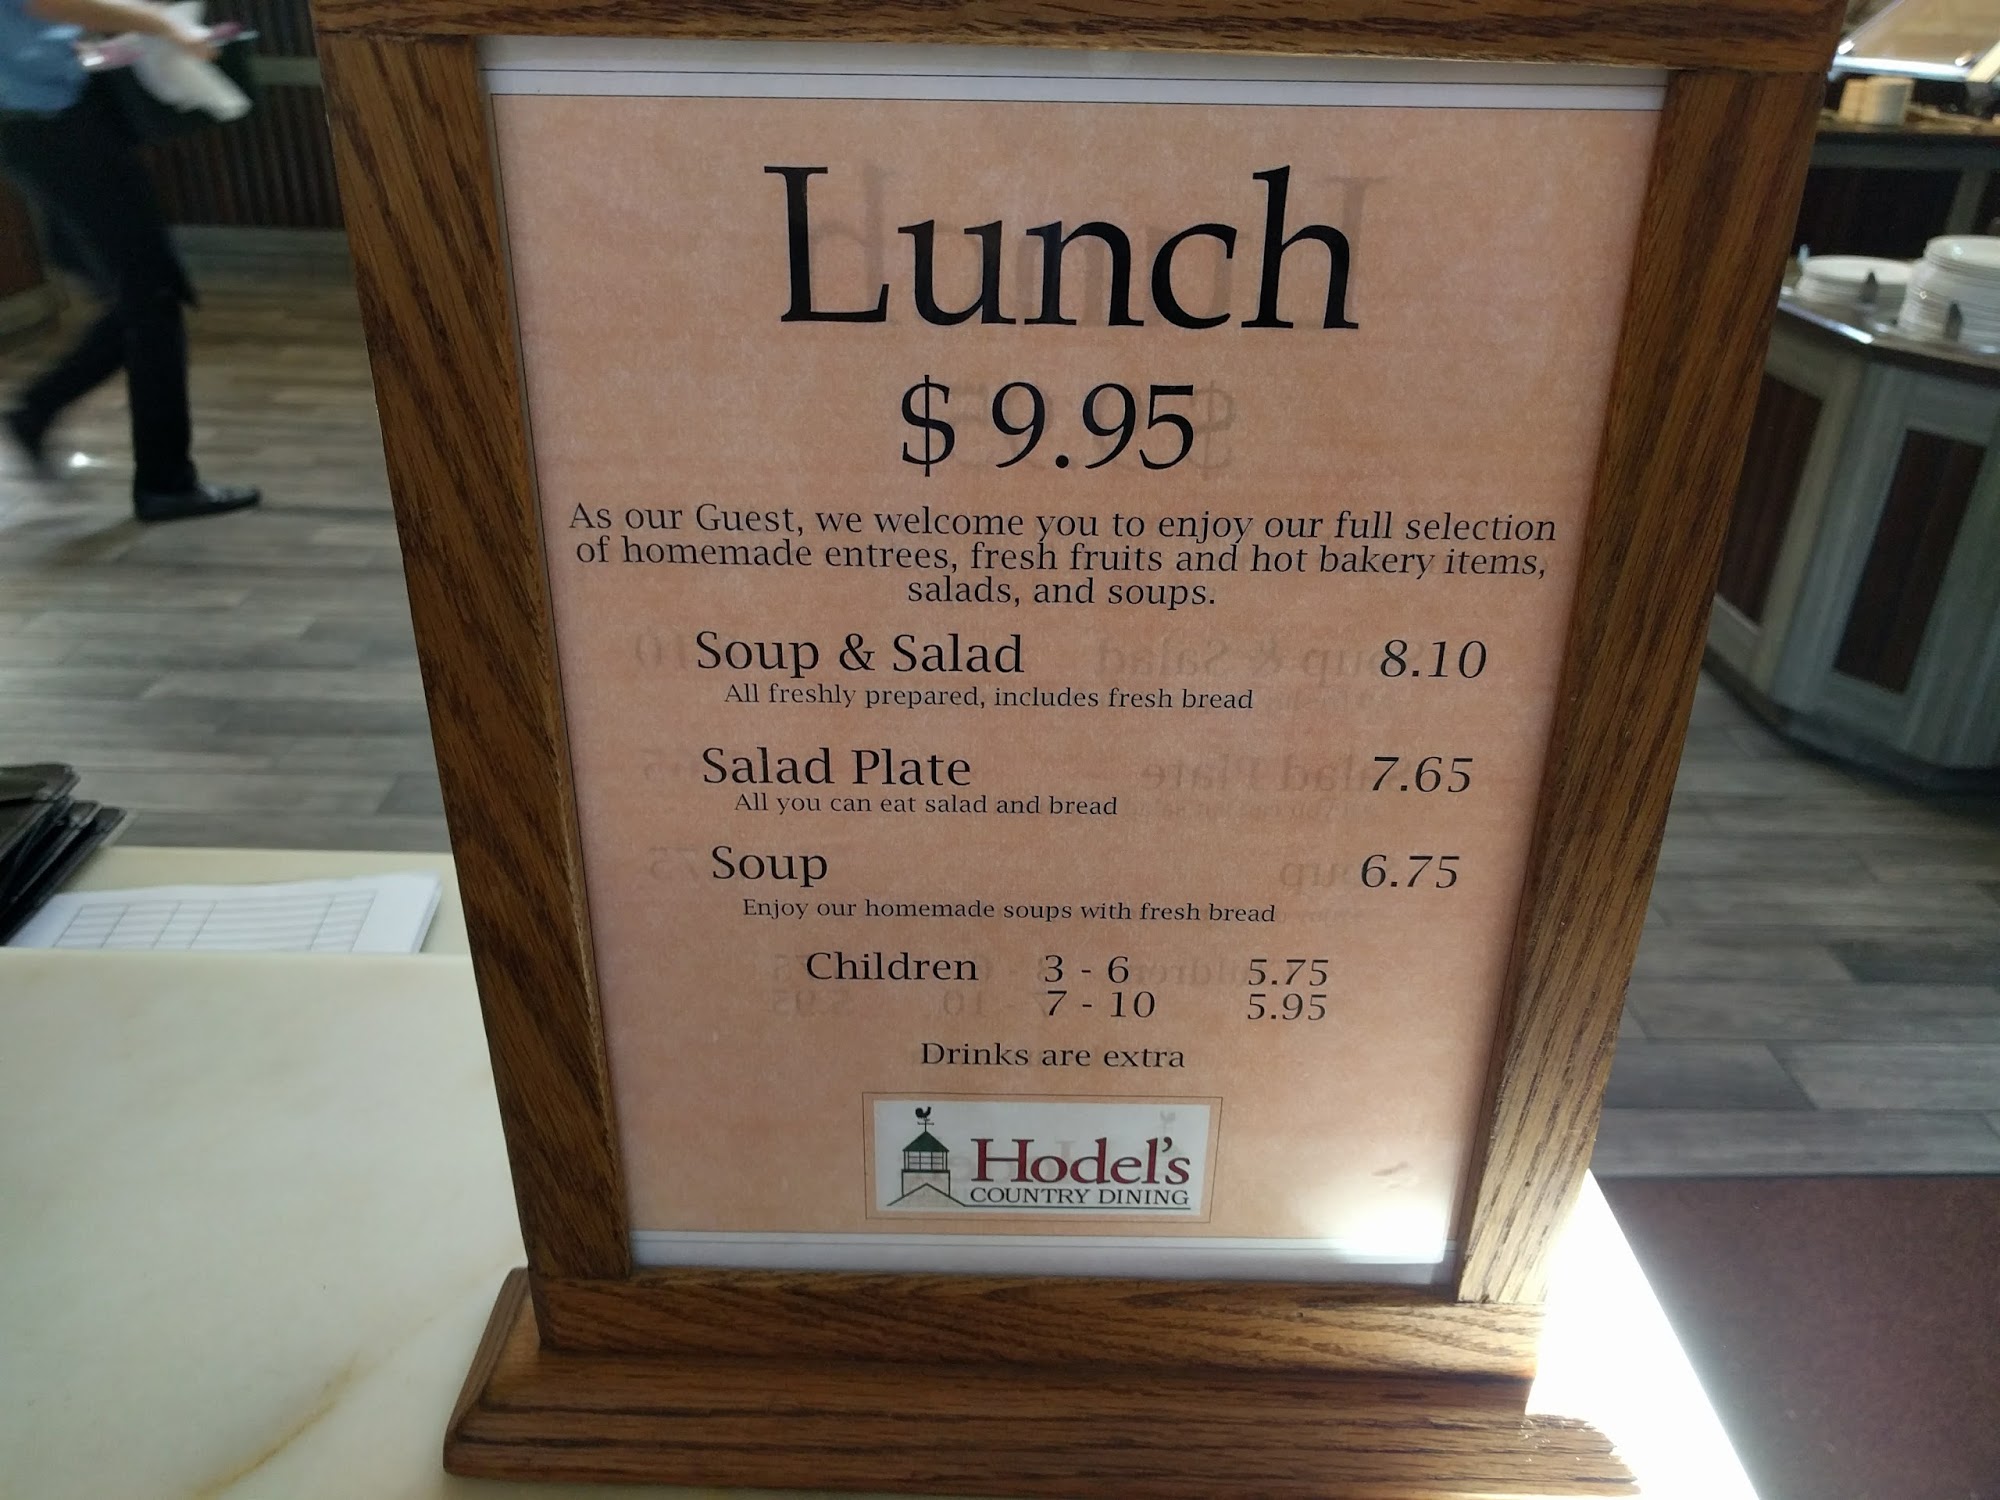 Lunch
$ 9.95
As our Guest, we welcome you to enjoy our full selection
of homemade entrees, fresh fruits and hot bakery items,
salads, and soups.
Soup & Salad 8.10
All freshly prepared, includes fresh bread
Salad Plate 7.65
All you can eat salad and bread
Soup 6.75
Enjoy our homemade soups with fresh bread
Children 3 - 6 5.75
7 - 10 5.95
Drinks are extra
Hodel's
COUNTRY DINING